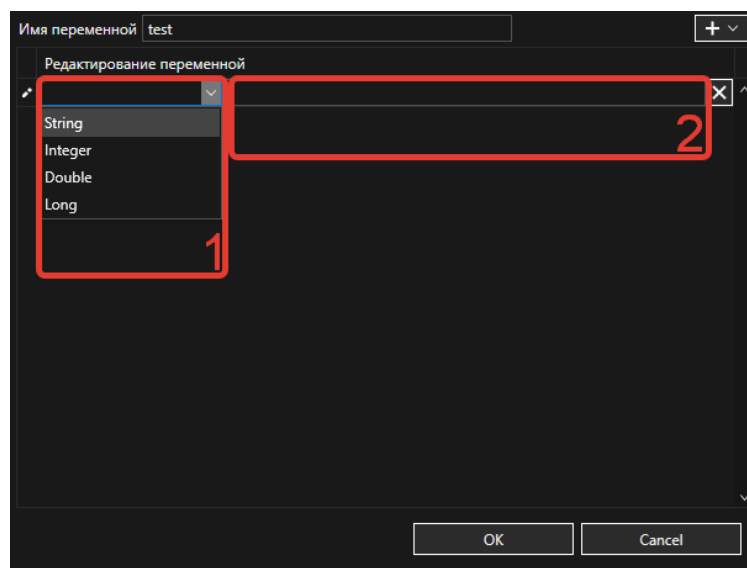 Имя переменной test
Редактирование переменной
String
Integer
Double
Long
1
2
OK Cancel